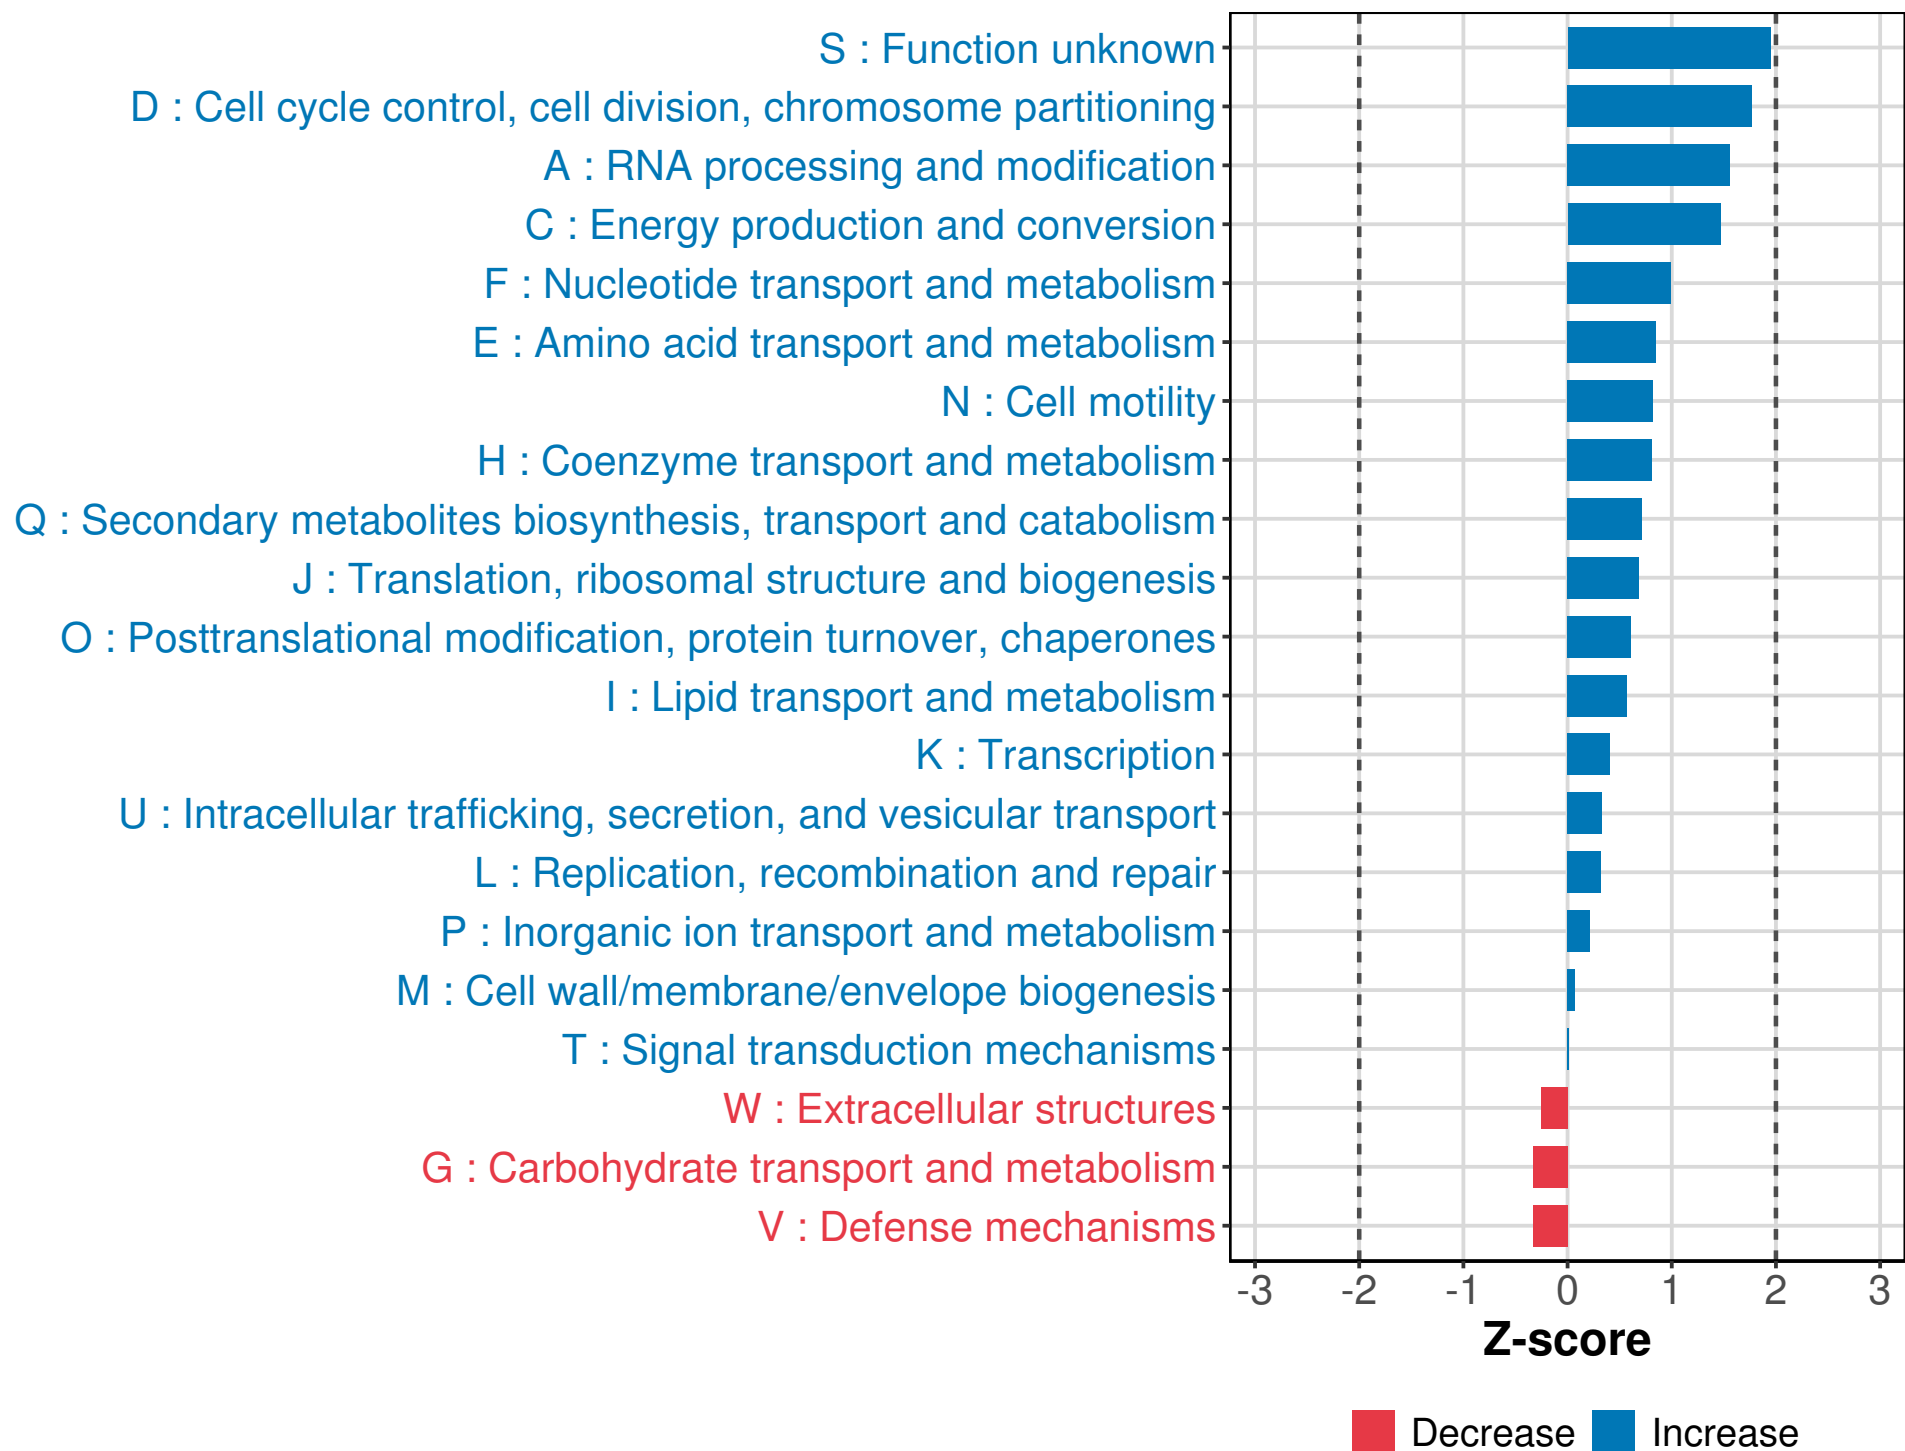 S : Function unknown
D : Cell cycle control, cell division, chromosome partitioning
A : RNA processing and modification
C : Energy production and conversion
F : Nucleotide transport and metabolism
E : Amino acid transport and metabolism
N : Cell motility
H : Coenzyme transport and metabolism
Q : Secondary metabolites biosynthesis, transport and catabolism
J : Translation, ribosomal structure and biogenesis
O : Posttranslational modification, protein turnover, chaperones
I : Lipid transport and metabolism
K : Transcription
U : Intracellular trafficking, secretion, and vesicular transport
L : Replication, recombination and repair
P : Inorganic ion transport and metabolism
M : Cell wall/membrane/envelope biogenesis
T : Signal transduction mechanisms
W : Extracellular structures
G : Carbohydrate transport and metabolism
V : Defense mechanisms
-3 -2 -1 0 1 2 3
Z-score
Decrease Increase